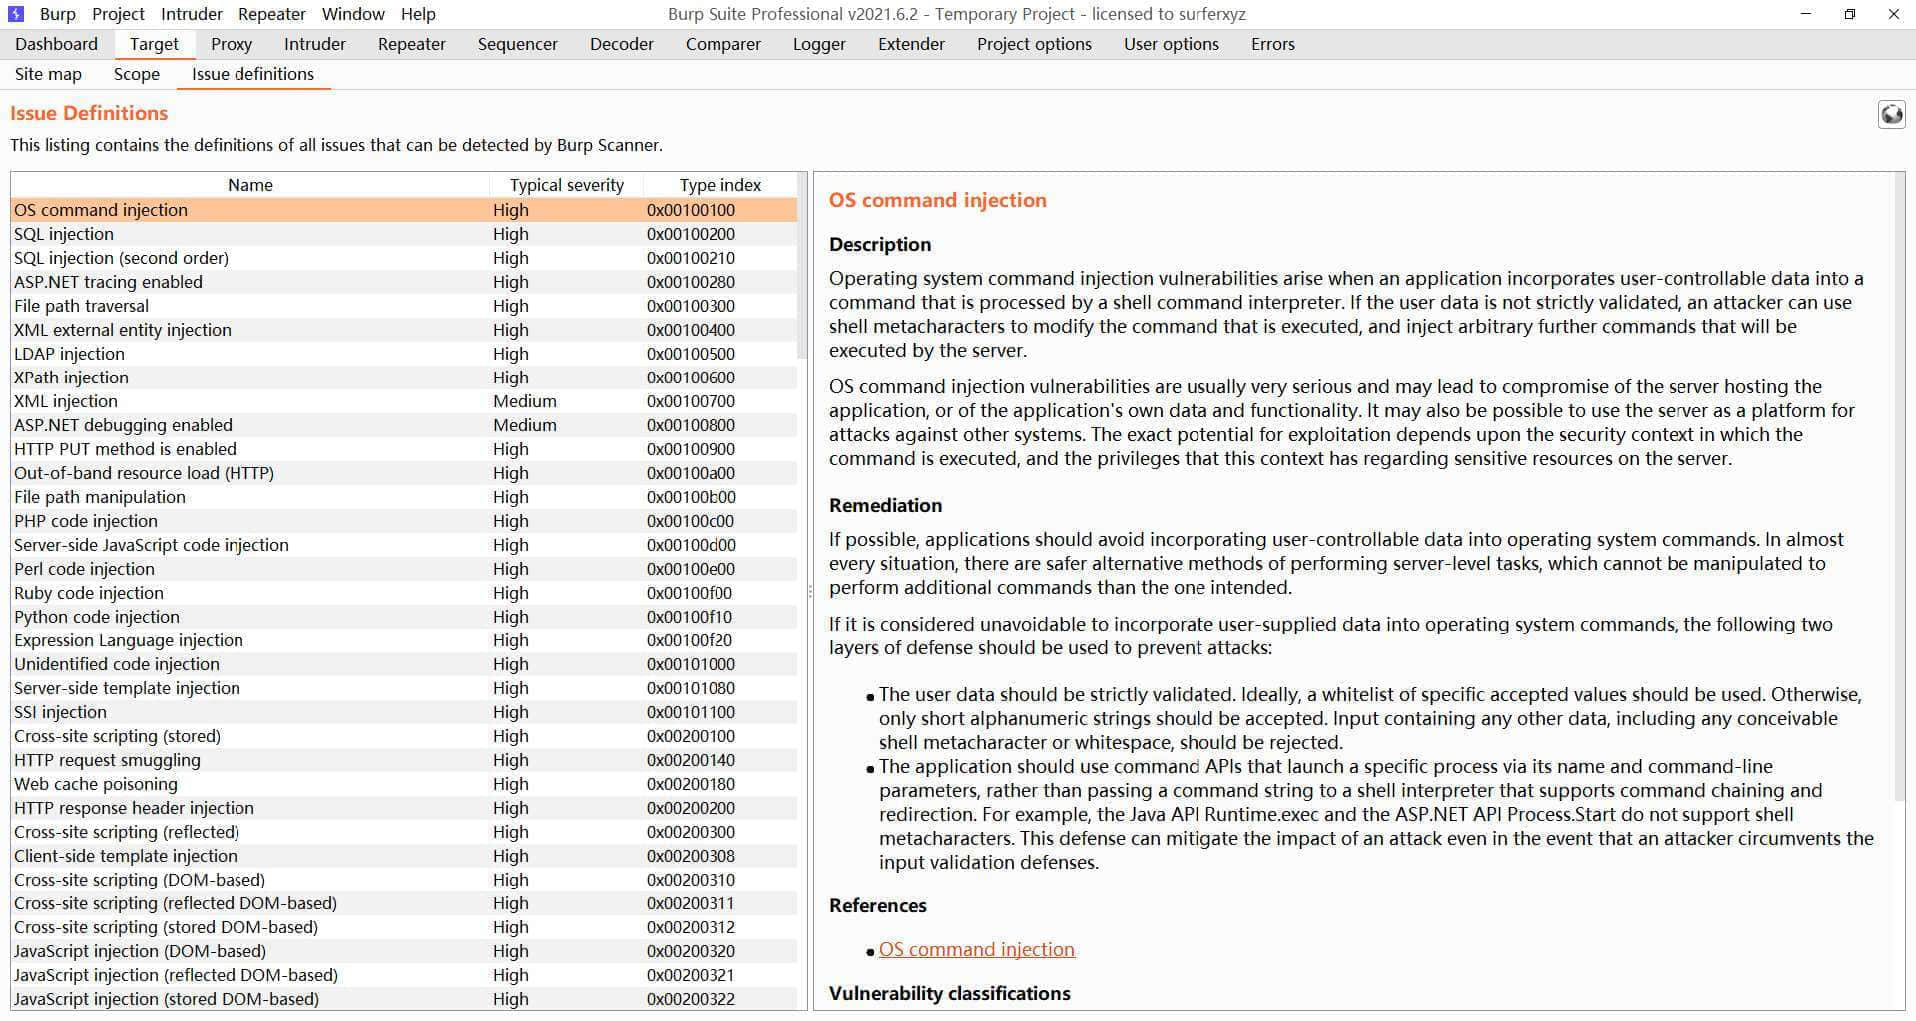 Burp Project Intruder Repeater Window Help
Burp Suite Professional v2021.6.2 - Temporary Project - licensed to surferxyz
Dashboard Target Proxy Intruder Repeater Sequencer Decoder Comparer Logger Extender Project options User options Errors
Site map Scope Issue definitions
Issue Definitions
This listing contains the definitions of all issues that can be detected by Burp Scanner.
Name Typical severity Type index
OS command injection High 0x00100100
SQL injection High 0x00100200
SQL injection (second order) High 0x00100210
ASP.NET tracing enabled High 0x00100280
File path traversal High 0x00100300
XML external entity injection High 0x00100400
LDAP injection High 0x00100500
XPath injection High 0x00100600
XML injection Medium 0x00100700
ASP.NET debugging enabled Medium 0x00100800
HTTP PUT method is enabled High 0x00100900
Out-of-band resource load (HTTP) High 0x00100a00
File path manipulation High 0x00100b00
PHP code injection High 0x00100c00
Server-side JavaScript code injection High 0x00100d00
Perl code injection High 0x00100e00
Ruby code injection High 0x00100f00
Python code injection High 0x00100f10
Expression Language injection High 0x00100f20
Unidentified code injection High 0x00101000
Server-side template injection High 0x00101080
SSI injection High 0x00101100
Cross-site scripting (stored) High 0x00200100
HTTP request smuggling High 0x00200140
Web cache poisoning High 0x00200180
HTTP response header injection High 0x00200200
Cross-site scripting (reflected) High 0x00200300
Client-side template injection High 0x00200308
Cross-site scripting (DOM-based) High 0x00200310
Cross-site scripting (reflected DOM-based) High 0x00200311
Cross-site scripting (stored DOM-based) High 0x00200312
JavaScript injection (DOM-based) High 0x00200320
JavaScript injection (reflected DOM-based) High 0x00200321
JavaScript injection (stored DOM-based) High 0x00200322
OS command injection
Description
Operating system command injection vulnerabilities arise when an application incorporates user-controllable data into a
command that is processed by a shell command interpreter. If the user data is not strictly validated, an attacker can use
shell metacharacters to modify the command that is executed, and inject arbitrary further commands that will be
executed by the server.
OS command injection vulnerabilities are usually very serious and may lead to compromise of the server hosting the
application, or of the application's own data and functionality. It may also be possible to use the server as a platform for
attacks against other systems. The exact potential for exploitation depends upon the security context in which the
command is executed, and the privileges that this context has regarding sensitive resources on the server.
Remediation
If possible, applications should avoid incorporating user-controllable data into operating system commands. In almost
every situation, there are safer alternative methods of performing server-level tasks, which cannot be manipulated to
perform additional commands than the one intended.
If it is considered unavoidable to incorporate user-supplied data into operating system commands, the following two
layers of defense should be used to prevent attacks:
● The user data should be strictly validated. Ideally, a whitelist of specific accepted values should be used. Otherwise,
only short alphanumeric strings should be accepted. Input containing any other data, including any conceivable
shell metacharacter or whitespace, should be rejected.
● The application should use command APIs that launch a specific process via its name and command-line
parameters, rather than passing a command string to a shell interpreter that supports command chaining and
redirection. For example, the Java API Runtime.exec and the ASP.NET API Process.Start do not support shell
metacharacters. This defense can mitigate the impact of an attack even in the event that an attacker circumvents the
input validation defenses.
References
● OS command injection
Vulnerability classifications